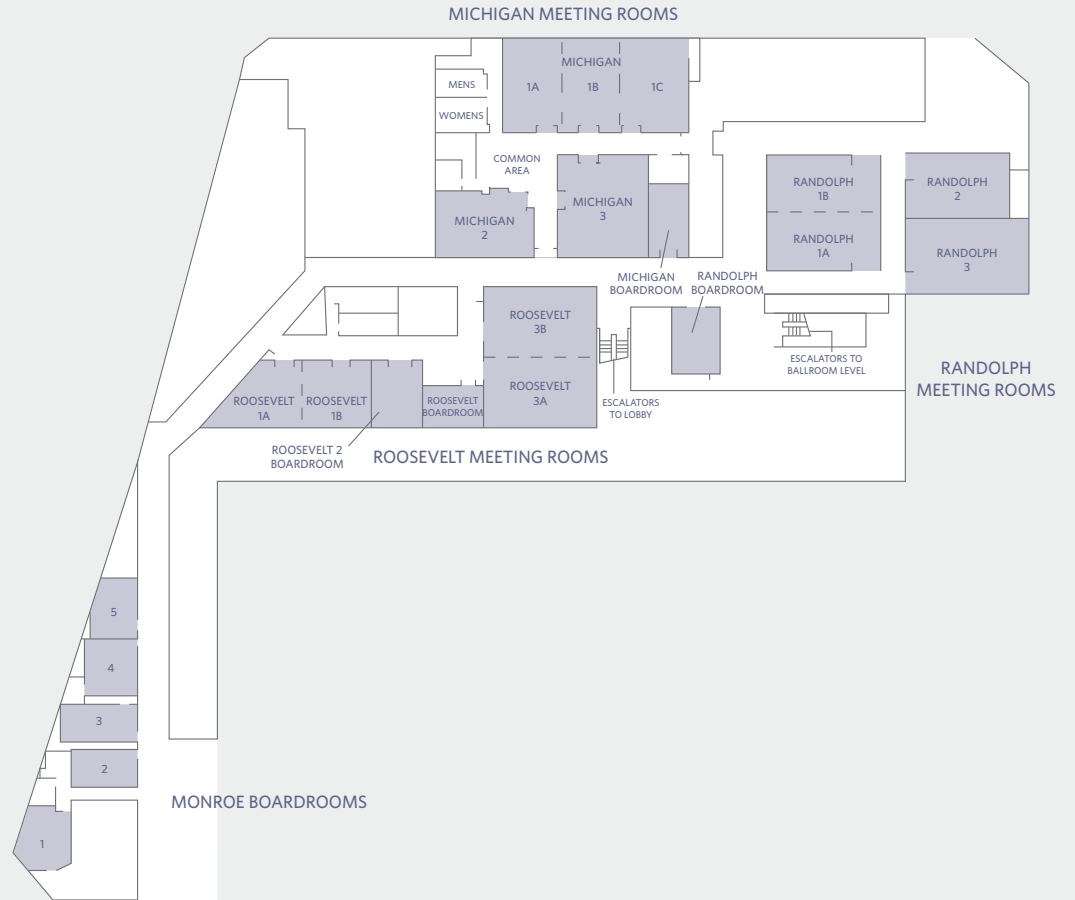 MICHIGAN MEETING ROOMS
MICHIGAN
1A
1B
1C
MENS
WOMENS
COMMON
AREA
MICHIGAN
2
MICHIGAN
3
RANDOLPH
1B
RANDOLPH
1A
RANDOLPH
2
RANDOLPH
3
MICHIGAN
BOARDROOM
RANDOLPH
BOARDROOM
ROOSEVELT
3B
ROOSEVELT
3A
ESCALATORS TO
BALLROOM LEVEL
RANDOLPH
MEETING ROOMS
ROOSEVELT
1A
ROOSEVELT
1B
ROOSEVELT
BOARDROOM
ESCALATORS
TO LOBBY
ROOSEVELT 2
BOARDROOM
ROOSEVELT MEETING ROOMS
5
4
3
2
MONROE BOARDROOMS
1